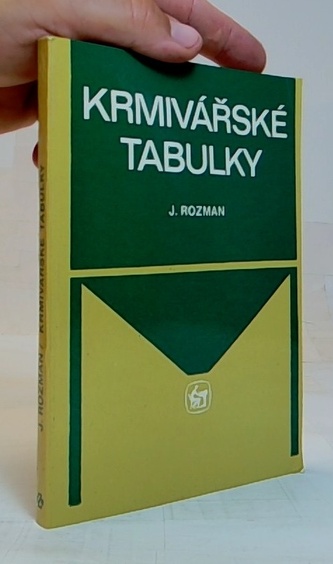 KRMIVÁŘSKÉ
TABULKY
J. ROZMAN
J. ROZMAN / KRMIVÁŘSKÉ TABULKY